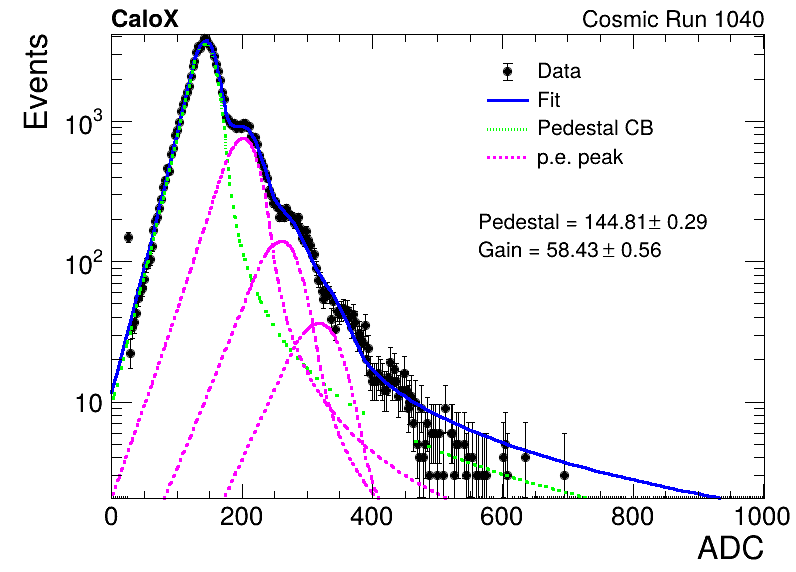 CaloX Cosmic Run 1040
Events
Data
Fit
Pedestal CB
p.e. peak
Pedestal = 144.81± 0.29
Gain = 58.43 ± 0.56
10³
10²
10
0 200 400 600 800 1000
ADC